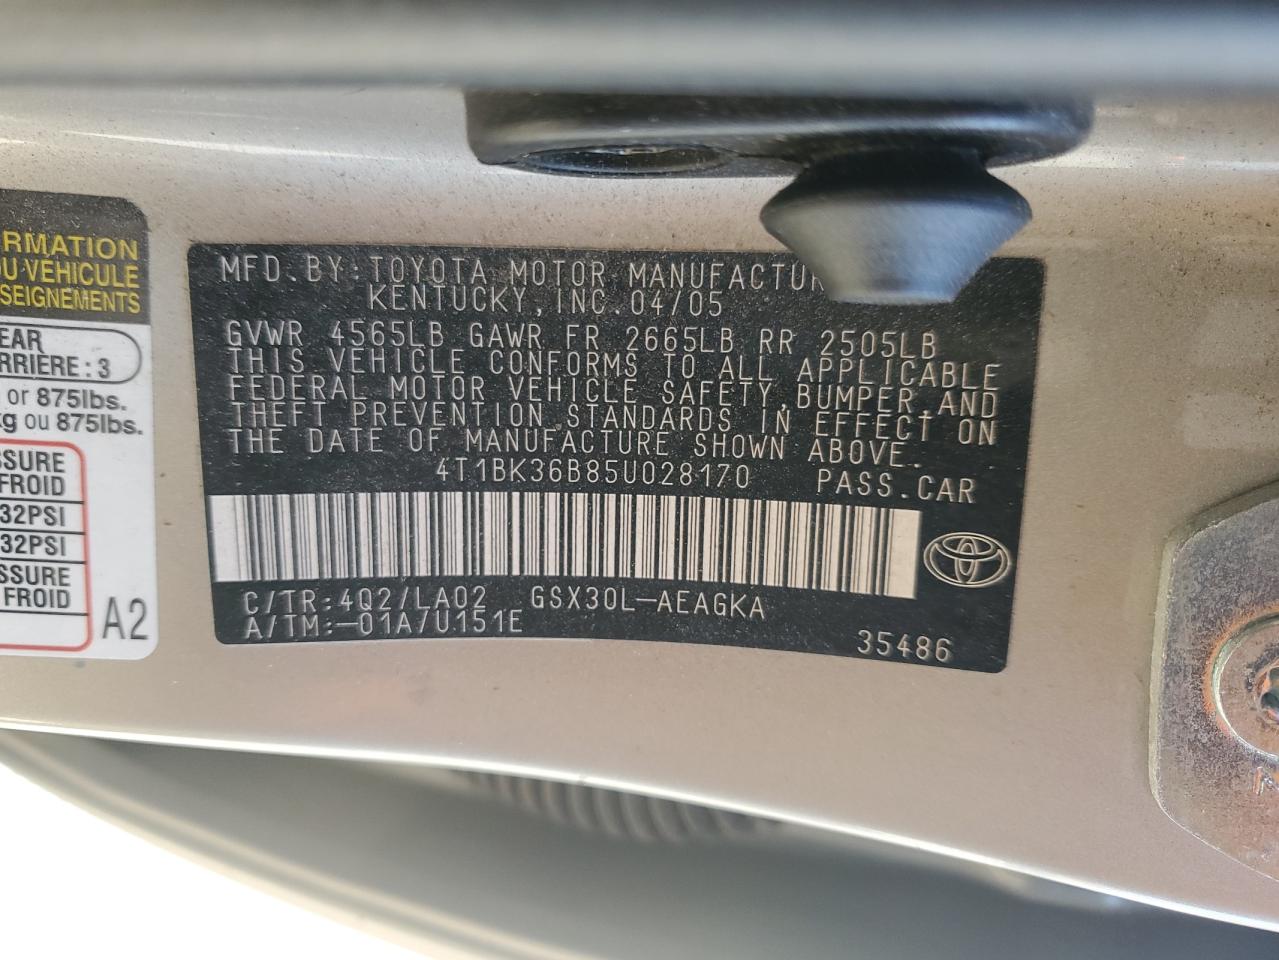 RMATION
U VEHICULE
SEIGNEMENTS
EAR
RRIERE : 3
or 875lbs.
kg ou 875lbs.
SSURE
FROID
32PSI
32PSI
SSURE
FROID
A2
MFD.BY:TOYOTA MOTOR MANUFACTUR
KENTUCKY,INC.04/05
GVWR 4565LB GAWR FR 2665LB RR 2505LB
THIS VEHICLE CONFORMS TO ALL APPLICABLE
FEDERAL MOTOR VEHICLE SAFETY,BUMPER,AND
THEFT PREVENTION STANDARDS IN EFFECT ON
THE DATE OF MANUFACTURE SHOWN ABOVE.
4T1BK36B85U028170 PASS.CAR
C/TR:4Q2/LA02 GSX30L-AEAGKA
A/TM:-01A/U151E
35486